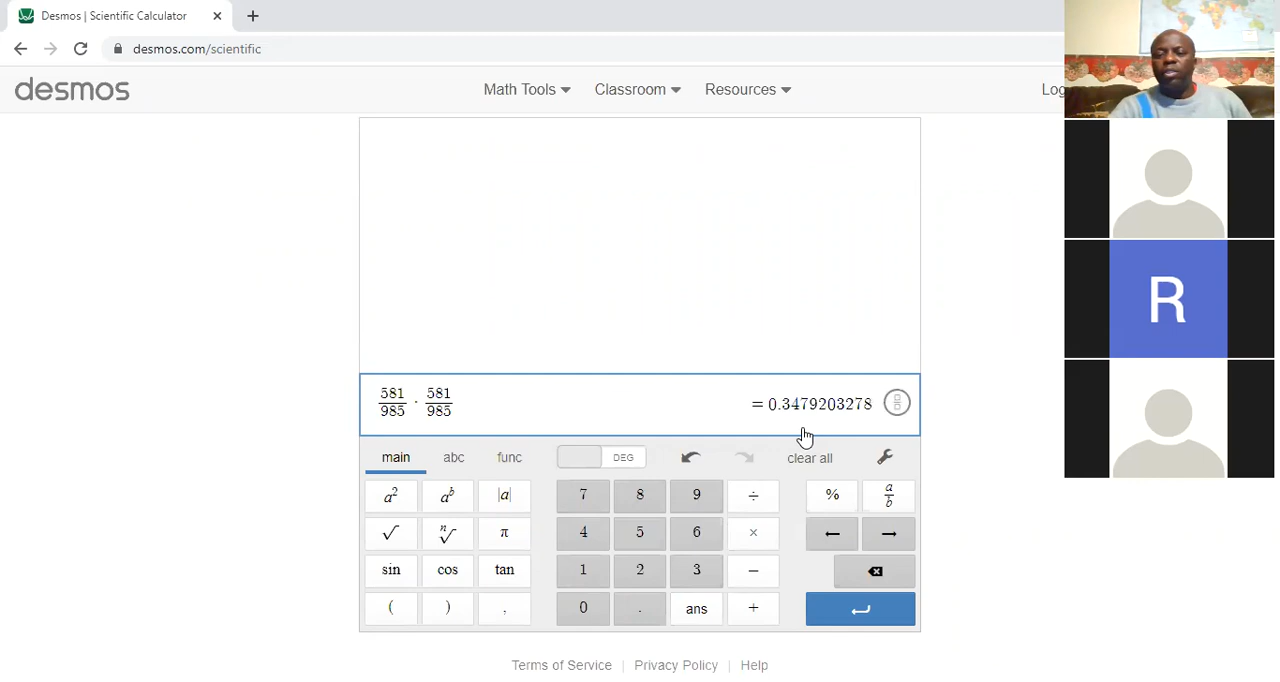 Desmos | Scientific Calculator
desmos.com/scientific
desmos
Math Tools
Classroom
Resources
Log
581/985 · 581/985 = 0.3479203278
main abc func DEG clear all
a² aᵇ |a| 7 8 9 ÷ % a/b
√ ⁿ√ π 4 5 6 × ← →
sin cos tan 1 2 3 −
( ) , 0 . ans +
R
Terms of Service | Privacy Policy | Help